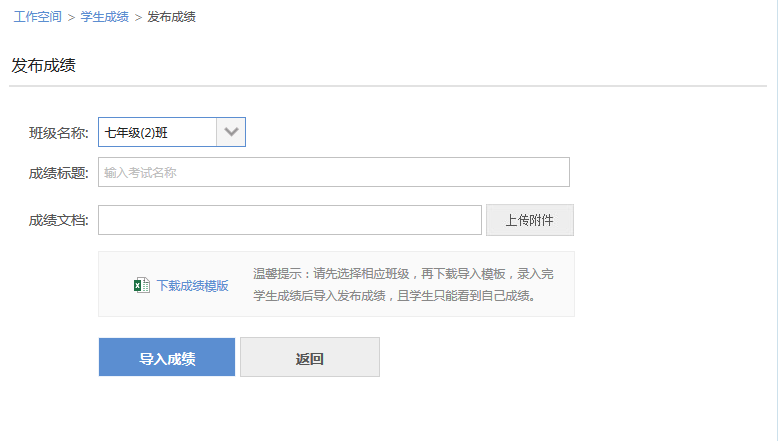 工作空间 > 学生成绩 > 发布成绩
发布成绩
班级名称: 七年级(2)班
成绩标题: 输入考试名称
成绩文档: 上传附件
下载成绩模版
温馨提示：请先选择相应班级，再下载导入模板，录入完
学生成绩后导入发布成绩，且学生只能看到自己成绩。
导入成绩 返回